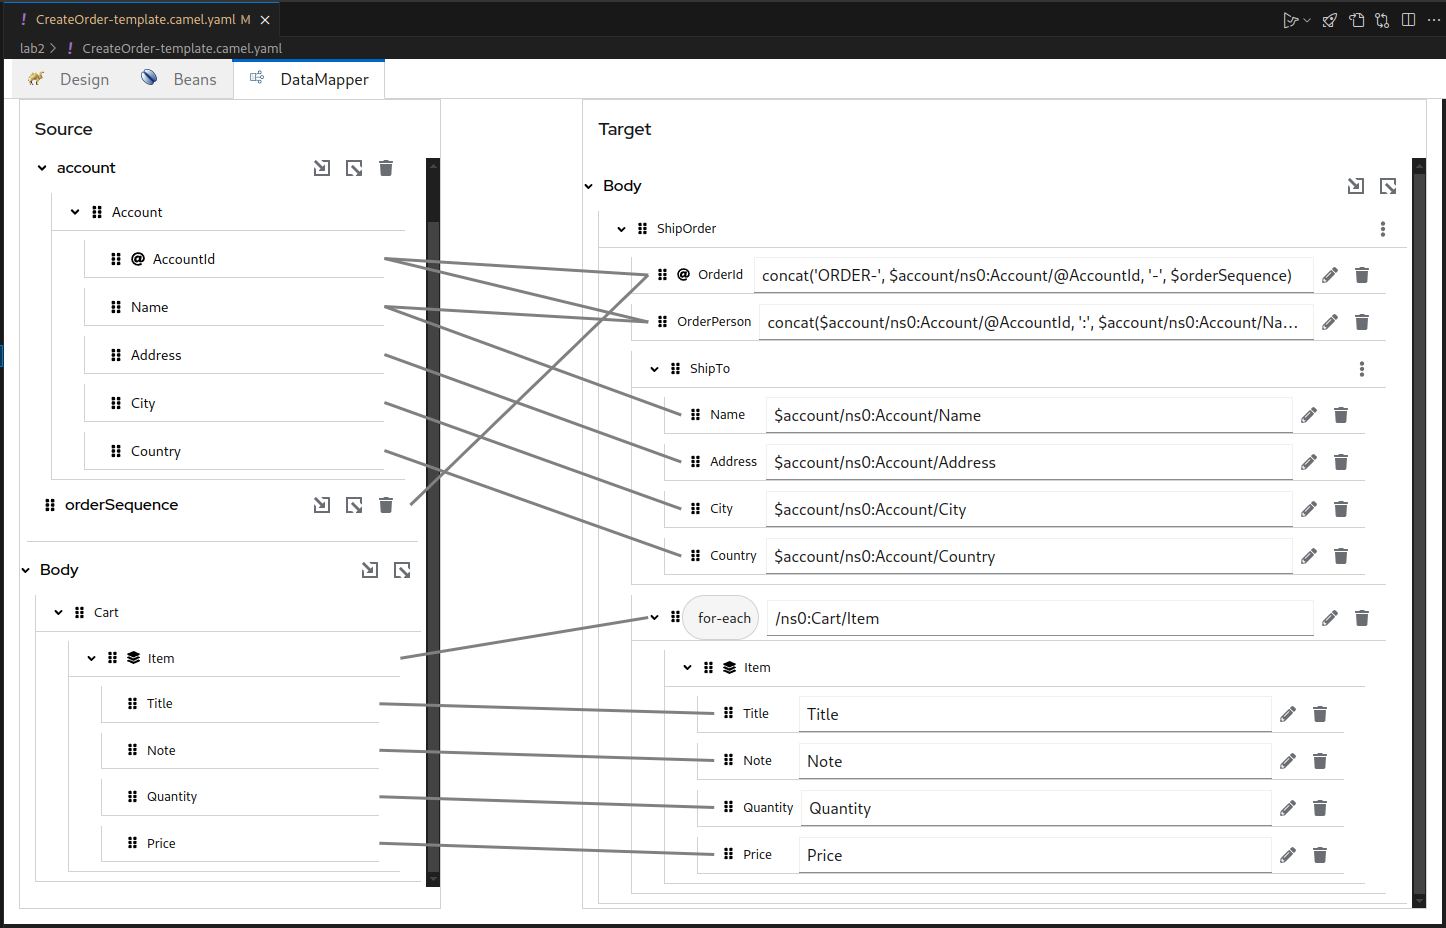 ! CreateOrder-template.camel.yaml M
lab2 > ! CreateOrder-template.camel.yaml
Design Beans DataMapper
Source
account
Account
@ AccountId
Name
Address
City
Country
orderSequence
Body
Cart
Item
Title
Note
Quantity
Price
Target
Body
ShipOrder
@ OrderId concat('ORDER-', $account/ns0:Account/@AccountId, '-', $orderSequence)
OrderPerson concat($account/ns0:Account/@AccountId, ':', $account/ns0:Account/Na...
ShipTo
Name $account/ns0:Account/Name
Address $account/ns0:Account/Address
City $account/ns0:Account/City
Country $account/ns0:Account/Country
for-each /ns0:Cart/Item
Item
Title Title
Note Note
Quantity Quantity
Price Price